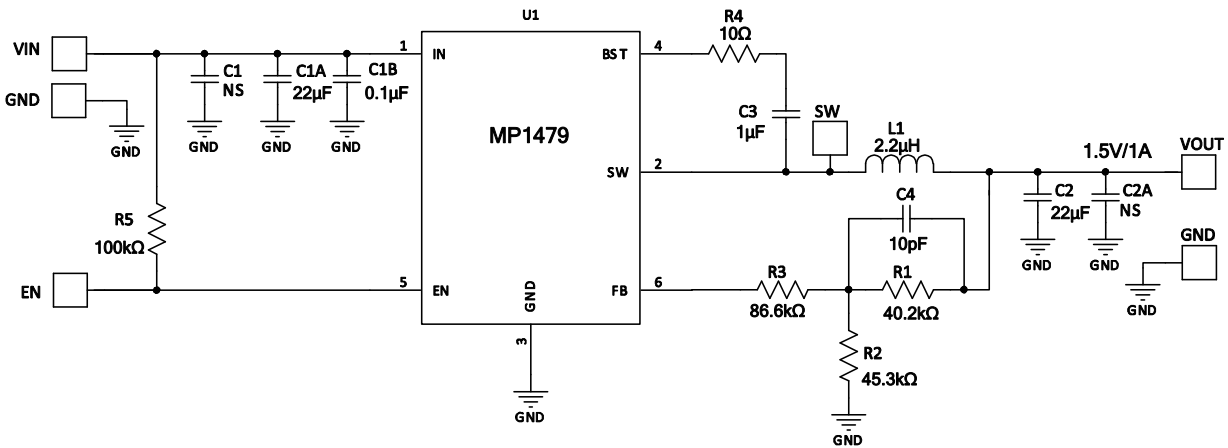 U1
VIN
GND
GND
C1
NS
GND
C1A
22µF
GND
C1B
0.1µF
GND
R5
100kΩ
EN
1
IN
5
EN
MP1479
BST
4
SW
2
FB
6
GND
3
GND
R4
10Ω
C3
1µF
SW
L1
2.2µH
C4
10pF
R3
86.6kΩ
R1
40.2kΩ
R2
45.3kΩ
GND
1.5V/1A
VOUT
C2
22µF
GND
C2A
NS
GND
GND
GND